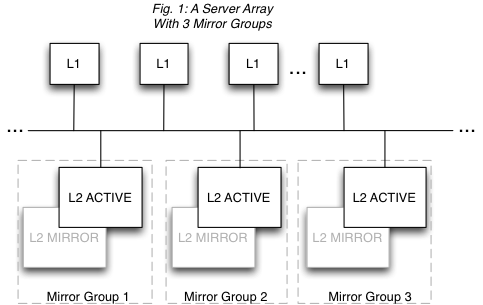 Fig. 1: A Server Array
With 3 Mirror Groups
L1
L1
L1
...
L1
...
...
L2 ACTIVE
L2 ACTIVE
L2 ACTIVE
L2 MIRROR
L2 MIRROR
L2 MIRROR
Mirror Group 1
Mirror Group 2
Mirror Group 3